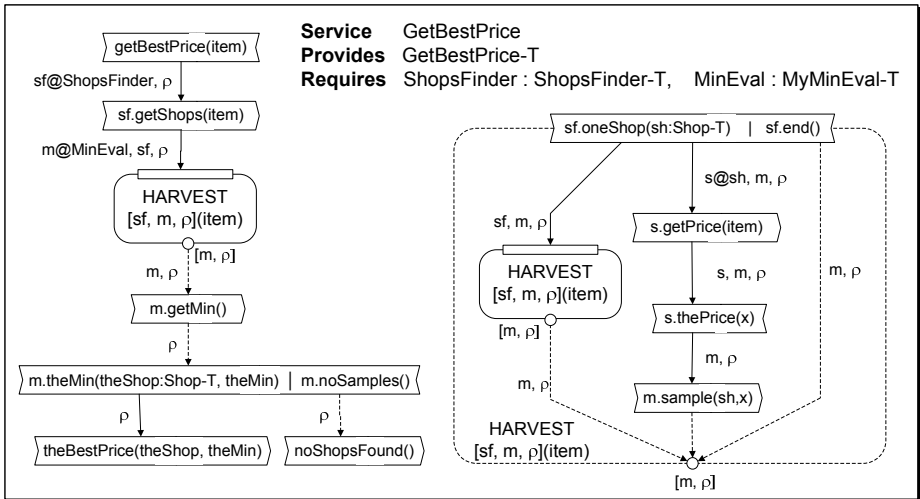 Service GetBestPrice
Provides GetBestPrice-T
Requires ShopsFinder : ShopsFinder-T, MinEval : MyMinEval-T
getBestPrice(item)
sf@ShopsFinder, ρ
sf.getShops(item)
m@MinEval, sf, ρ
HARVEST
[sf, m, ρ](item)
[m, ρ]
m, ρ
m.getMin()
ρ
m.theMin(theShop:Shop-T, theMin) | m.noSamples()
ρ
ρ
theBestPrice(theShop, theMin)
noShopsFound()
sf.oneShop(sh:Shop-T) | sf.end()
s@sh, m, ρ
sf, m, ρ
s.getPrice(item)
HARVEST
[sf, m, ρ](item)
s, m, ρ
m, ρ
[m, ρ]
s.thePrice(x)
m, ρ
m, ρ
m.sample(sh,x)
HARVEST
[sf, m, ρ](item)
[m, ρ]